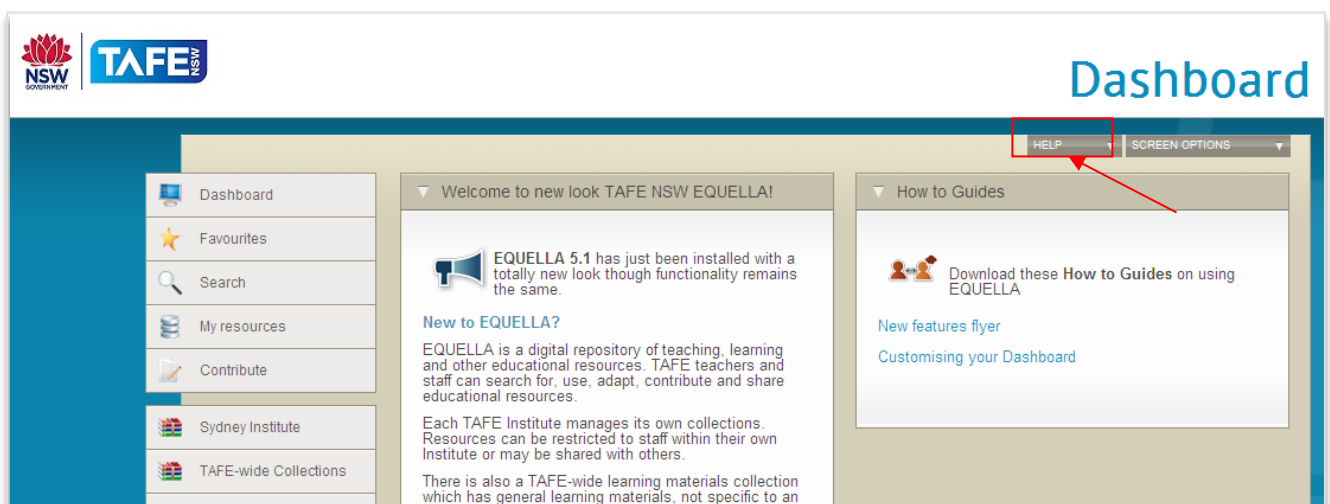 NSW
GOVERNMENT
TAFE
NSW
Dashboard
HELP
SCREEN OPTIONS
Dashboard
Favourites
Search
My resources
Contribute
Sydney Institute
TAFE-wide Collections
Welcome to new look TAFE NSW EQUELLA!
EQUELLA 5.1 has just been installed with a
totally new look though functionality remains
the same.
New to EQUELLA?
EQUELLA is a digital repository of teaching, learning
and other educational resources. TAFE teachers and
staff can search for, use, adapt, contribute and share
educational resources.
Each TAFE Institute manages its own collections.
Resources can be restricted to staff within their own
Institute or may be shared with others.
There is also a TAFE-wide learning materials collection
which has general learning materials, not specific to an
How to Guides
Download these How to Guides on using
EQUELLA
New features flyer
Customising your Dashboard